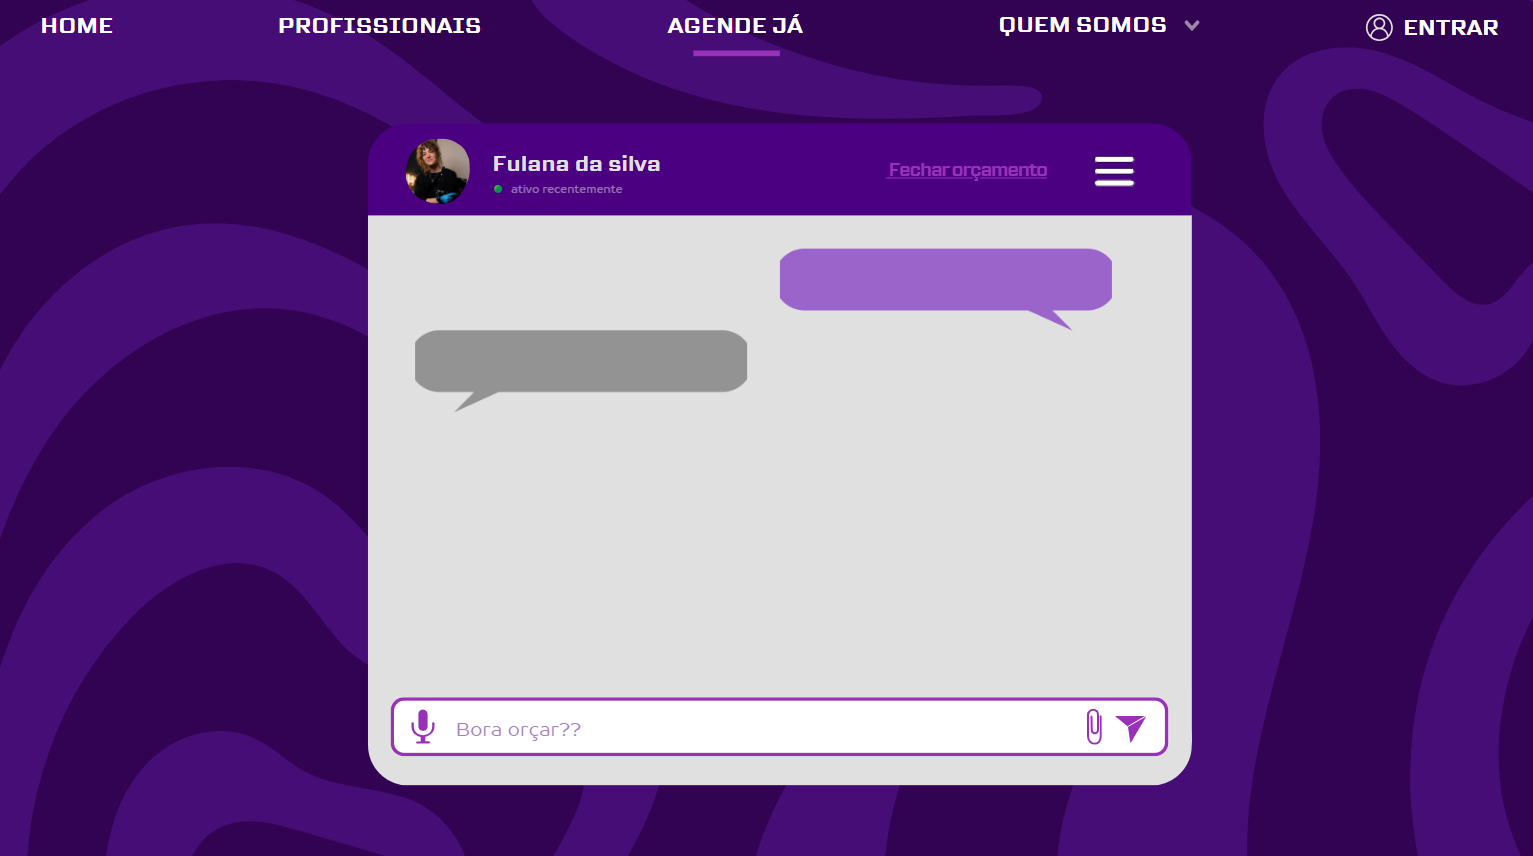 HOME
PROFISSIONAIS
AGENDE JÁ
QUEM SOMOS
ENTRAR
Fulana da silva
ativo recentemente
Fechar orçamento
Bora orçar??